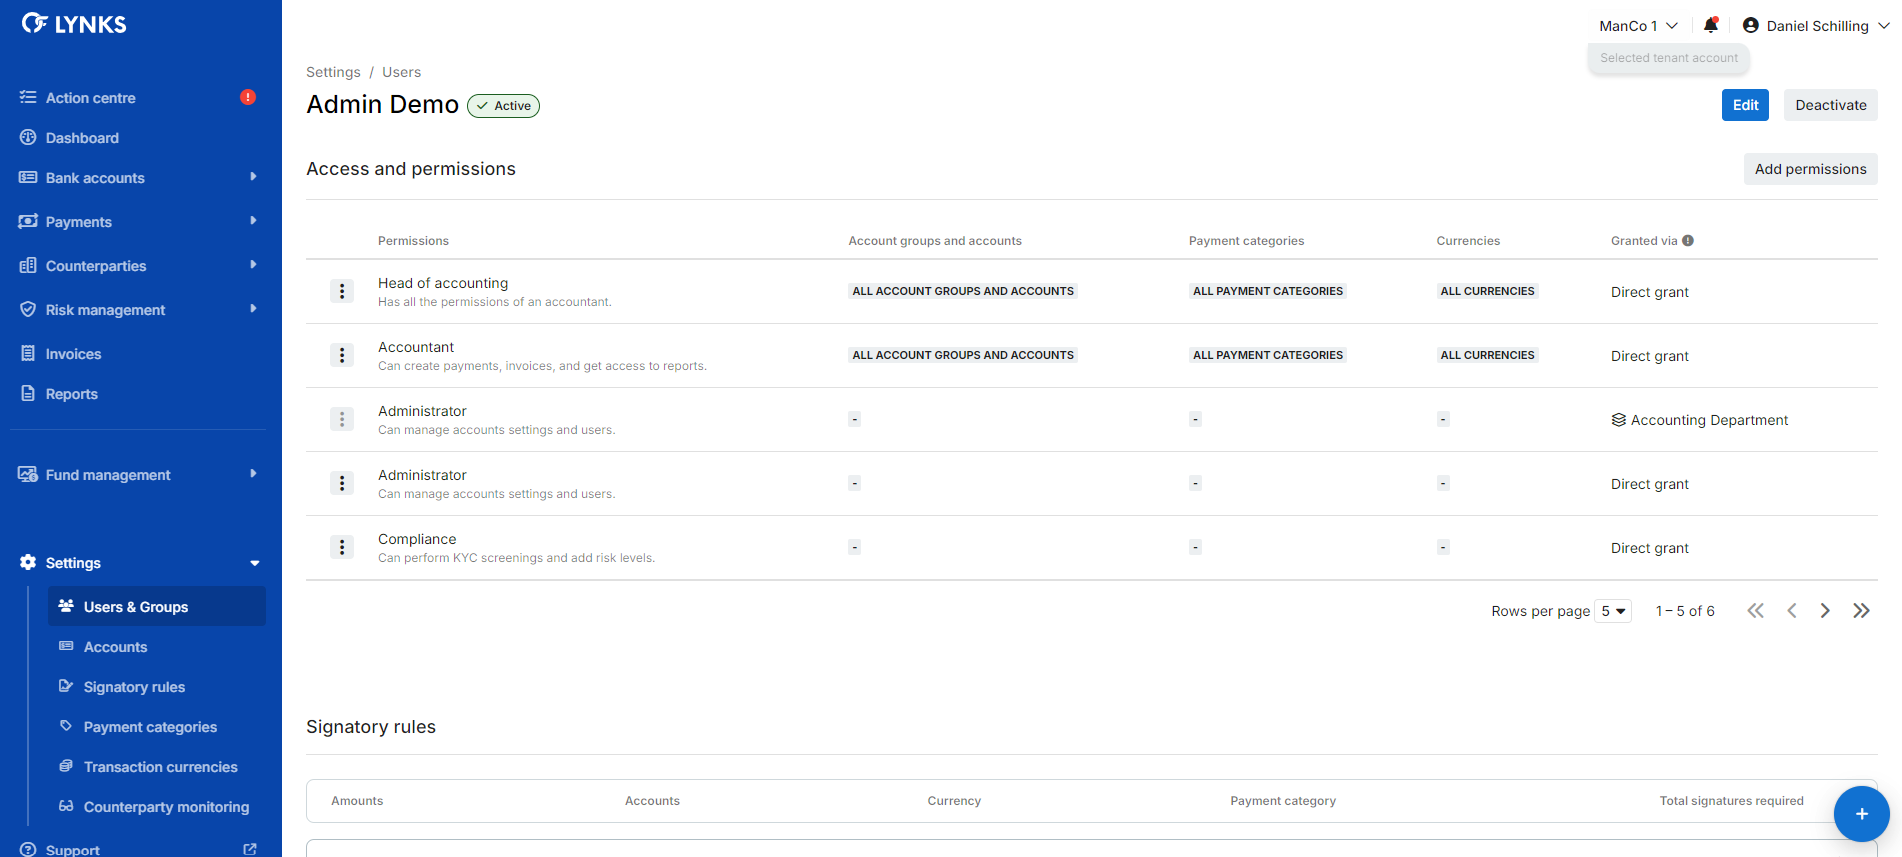 LYNKS
Action centre
Dashboard
Bank accounts
Payments
Counterparties
Risk management
Invoices
Reports
Fund management
Settings
Users & Groups
Accounts
Signatory rules
Payment categories
Transaction currencies
Counterparty monitoring
Support
ManCo 1
Daniel Schilling
Selected tenant account
Settings / Users
Admin Demo Active
Edit Deactivate
Access and permissions Add permissions
Permissions Account groups and accounts Payment categories Currencies Granted via
Head of accounting
Has all the permissions of an accountant.
ALL ACCOUNT GROUPS AND ACCOUNTS ALL PAYMENT CATEGORIES ALL CURRENCIES Direct grant
Accountant
Can create payments, invoices, and get access to reports.
ALL ACCOUNT GROUPS AND ACCOUNTS ALL PAYMENT CATEGORIES ALL CURRENCIES Direct grant
Administrator
Can manage accounts settings and users.
- - - Accounting Department
Administrator
Can manage accounts settings and users.
- - - Direct grant
Compliance
Can perform KYC screenings and add risk levels.
- - - Direct grant
Rows per page 5 1 – 5 of 6
Signatory rules
Amounts Accounts Currency Payment category Total signatures required